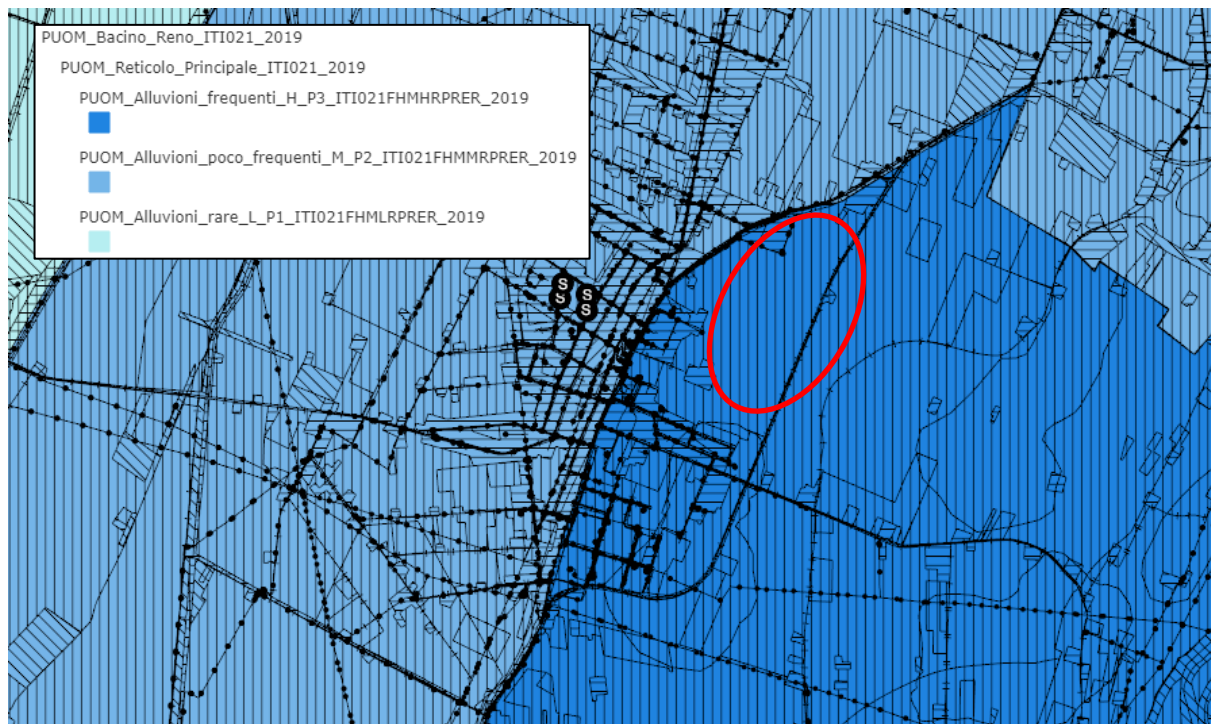 PUOM_Bacino_Reno_ITI021_2019
PUOM_Reticolo_Principale_ITI021_2019
PUOM_Alluvioni_frequenti_H_P3_ITI021FHMHRPRER_2019
PUOM_Alluvioni_poco_frequenti_M_P2_ITI021FHMMRPRER_2019
PUOM_Alluvioni_rare_L_P1_ITI021FHMLRPRER_2019
S
S
S
S